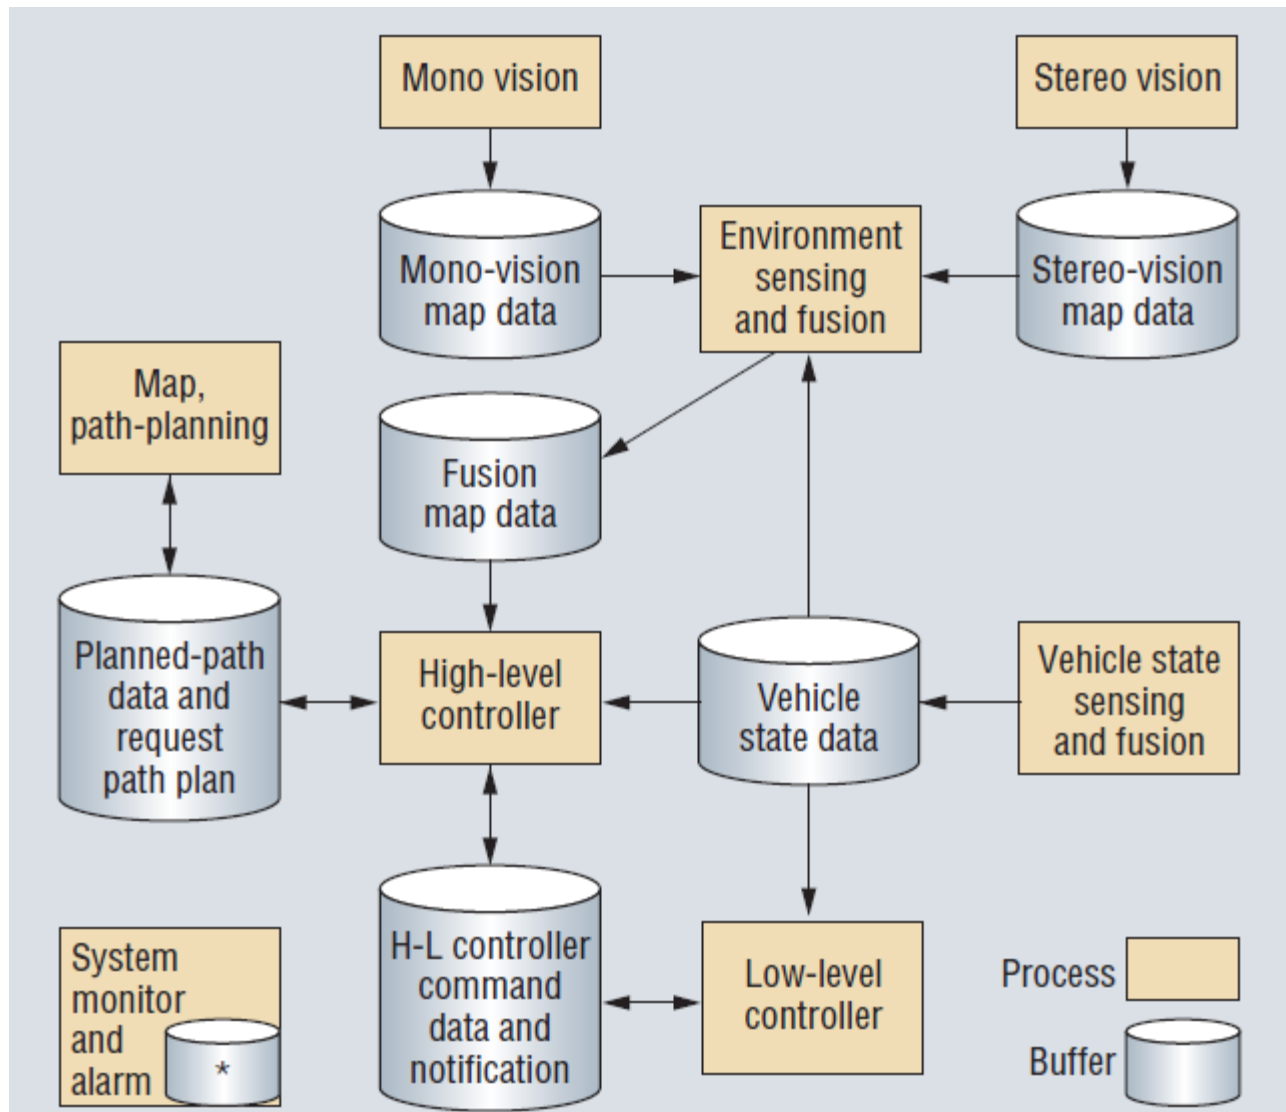 Mono vision
Stereo vision
Mono-vision
map data
Environment
sensing
and fusion
Stereo-vision
map data
Map,
path-planning
Fusion
map data
Planned-path
data and
request
path plan
High-level
controller
Vehicle
state data
Vehicle state
sensing
and fusion
System
monitor
and
alarm
*
H-L controller
command
data and
notification
Low-level
controller
Process
Buffer